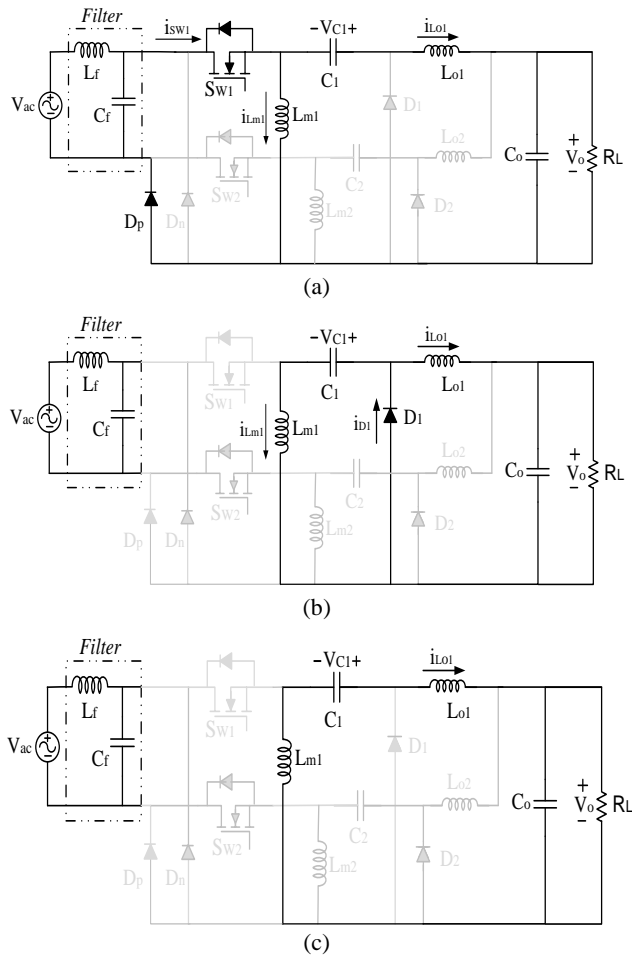 Filter
iSW1
-VC1+
iLo1
Lf
SW1
C1
Lo1
Vac
Cf
iLm1
Lm1
D1
Lo2
SW2
C2
Lm2
Co
+
Vo
-
RL
Dp
Dn
D2
(a)
Filter
-VC1+
iLo1
Lf
SW1
C1
Lo1
Vac
Cf
iLm1
Lm1
iD1
D1
Lo2
SW2
C2
Lm2
Co
+
Vo
-
RL
Dp
Dn
D2
(b)
Filter
-VC1+
iLo1
Lf
SW1
C1
Lo1
Vac
Cf
Lm1
D1
Lo2
SW2
C2
Lm2
Co
+
Vo
-
RL
Dp
Dn
D2
(c)